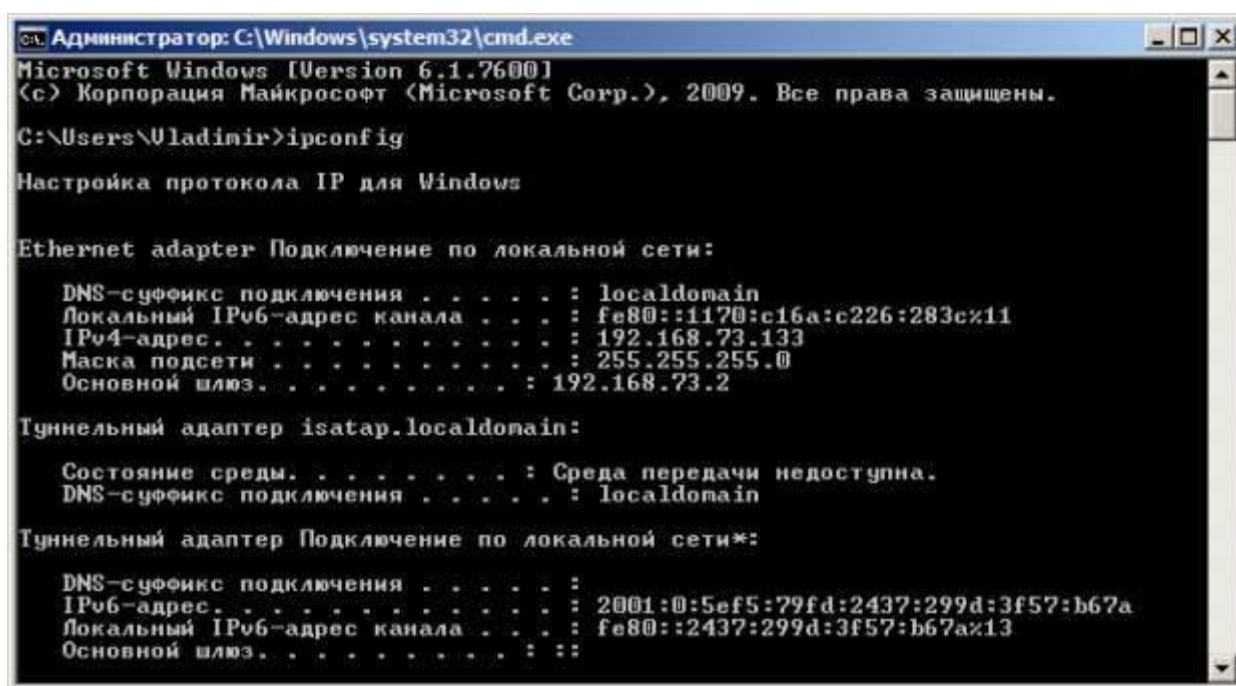 Администратор: C:\Windows\system32\cmd.exe
Microsoft Windows [Version 6.1.7600]
(c) Корпорация Майкрософт (Microsoft Corp.), 2009. Все права защищены.
C:\Users\Vladimir>ipconfig
Настройка протокола IP для Windows
Ethernet adapter Подключение по локальной сети:
DNS-суффикс подключения . . . . . : localdomain
Локальный IPv6-адрес канала . . . : fe80::1170:c16a:c226:283c%11
IPv4-адрес. . . . . . . . . . . . : 192.168.73.133
Маска подсети . . . . . . . . . . : 255.255.255.0
Основной шлюз. . . . . . . . . : 192.168.73.2
Туннельный адаптер isatap.localdomain:
Состояние среды. . . . . . . . : Среда передачи недоступна.
DNS-суффикс подключения . . . . . : localdomain
Туннельный адаптер Подключение по локальной сети*:
DNS-суффикс подключения . . . . . :
IPv6-адрес. . . . . . . . . . . . : 2001:0:5ef5:79fd:2437:299d:3f57:b67a
Локальный IPv6-адрес канала . . . : fe80::2437:299d:3f57:b67a%13
Основной шлюз. . . . . . . . . : ::